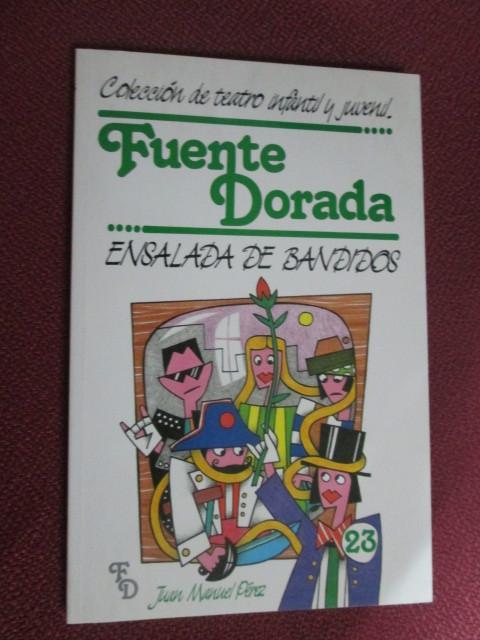 Colección de teatro infantil y juvenil.
Fuente
Dorada
ENSALADA DE BANDIDOS
23
FD
Juan Manuel Pérez